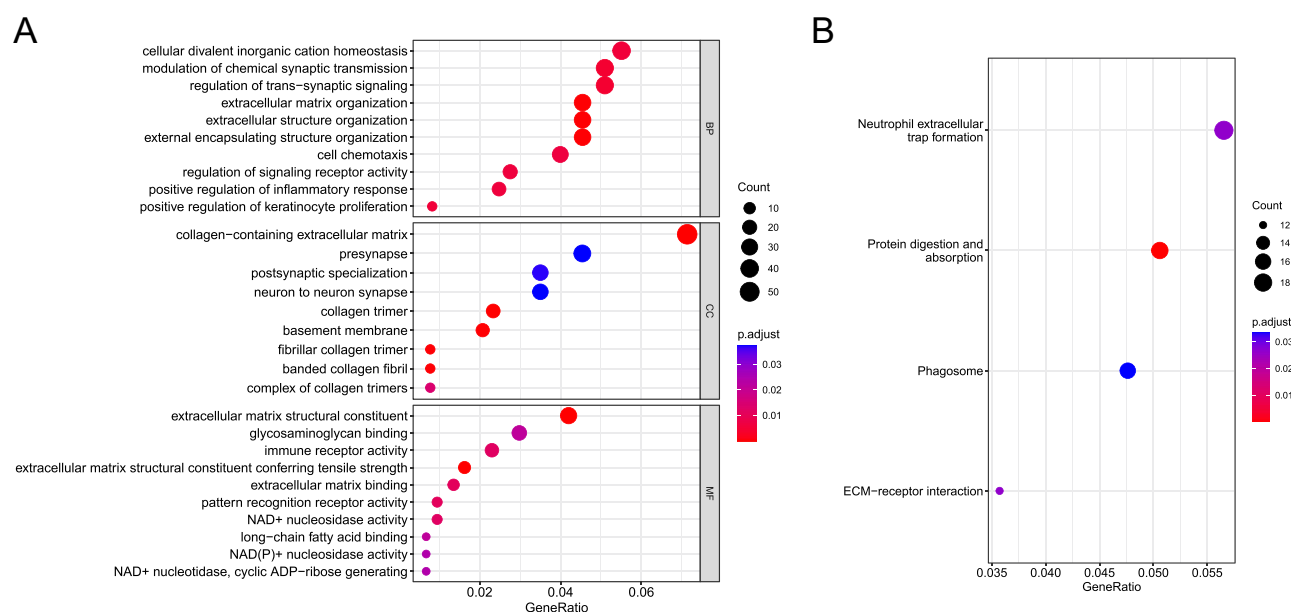 A
cellular divalent inorganic cation homeostasis
modulation of chemical synaptic transmission
regulation of trans−synaptic signaling
extracellular matrix organization
extracellular structure organization
external encapsulating structure organization
cell chemotaxis
regulation of signaling receptor activity
positive regulation of inflammatory response
positive regulation of keratinocyte proliferation
BP
collagen−containing extracellular matrix
presynapse
postsynaptic specialization
neuron to neuron synapse
collagen trimer
basement membrane
fibrillar collagen trimer
banded collagen fibril
complex of collagen trimers
CC
extracellular matrix structural constituent
glycosaminoglycan binding
immune receptor activity
extracellular matrix structural constituent conferring tensile strength
extracellular matrix binding
pattern recognition receptor activity
NAD+ nucleosidase activity
long−chain fatty acid binding
NAD(P)+ nucleosidase activity
NAD+ nucleotidase, cyclic ADP−ribose generating
MF
0.02 0.04 0.06
GeneRatio
Count
10
20
30
40
50
p.adjust
0.03
0.02
0.01
B
Neutrophil extracellular
trap formation
Protein digestion and
absorption
Phagosome
ECM−receptor interaction
0.035 0.040 0.045 0.050 0.055
GeneRatio
Count
12
14
16
18
p.adjust
0.03
0.02
0.01